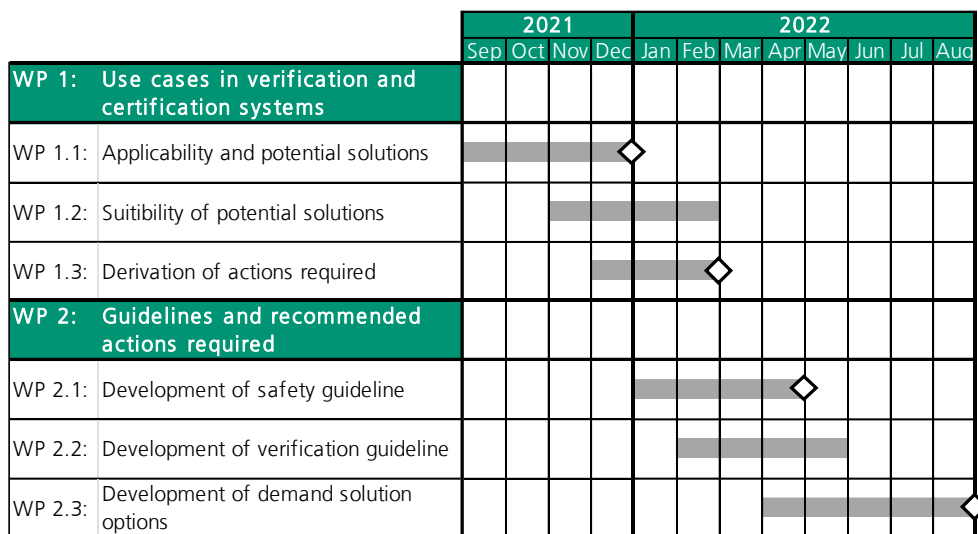 2021 2022
Sep Oct Nov Dec Jan Feb Mar Apr May Jun Jul Aug
WP 1: Use cases in verification and
certification systems
WP 1.1: Applicability and potential solutions
WP 1.2: Suitibility of potential solutions
WP 1.3: Derivation of actions required
WP 2: Guidelines and recommended
actions required
WP 2.1: Development of safety guideline
WP 2.2: Development of verification guideline
WP 2.3: Development of demand solution
options